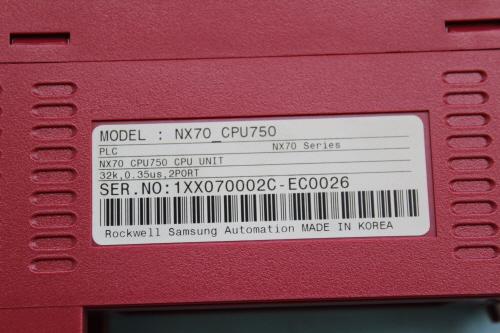 MODEL : NX70_CPU750
PLC NX70 Series
NX70 CPU750 CPU UNIT
32k,0.35us,2PORT
SER.NO:1XX070002C-EC0026
Rockwell Samsung Automation MADE IN KOREA